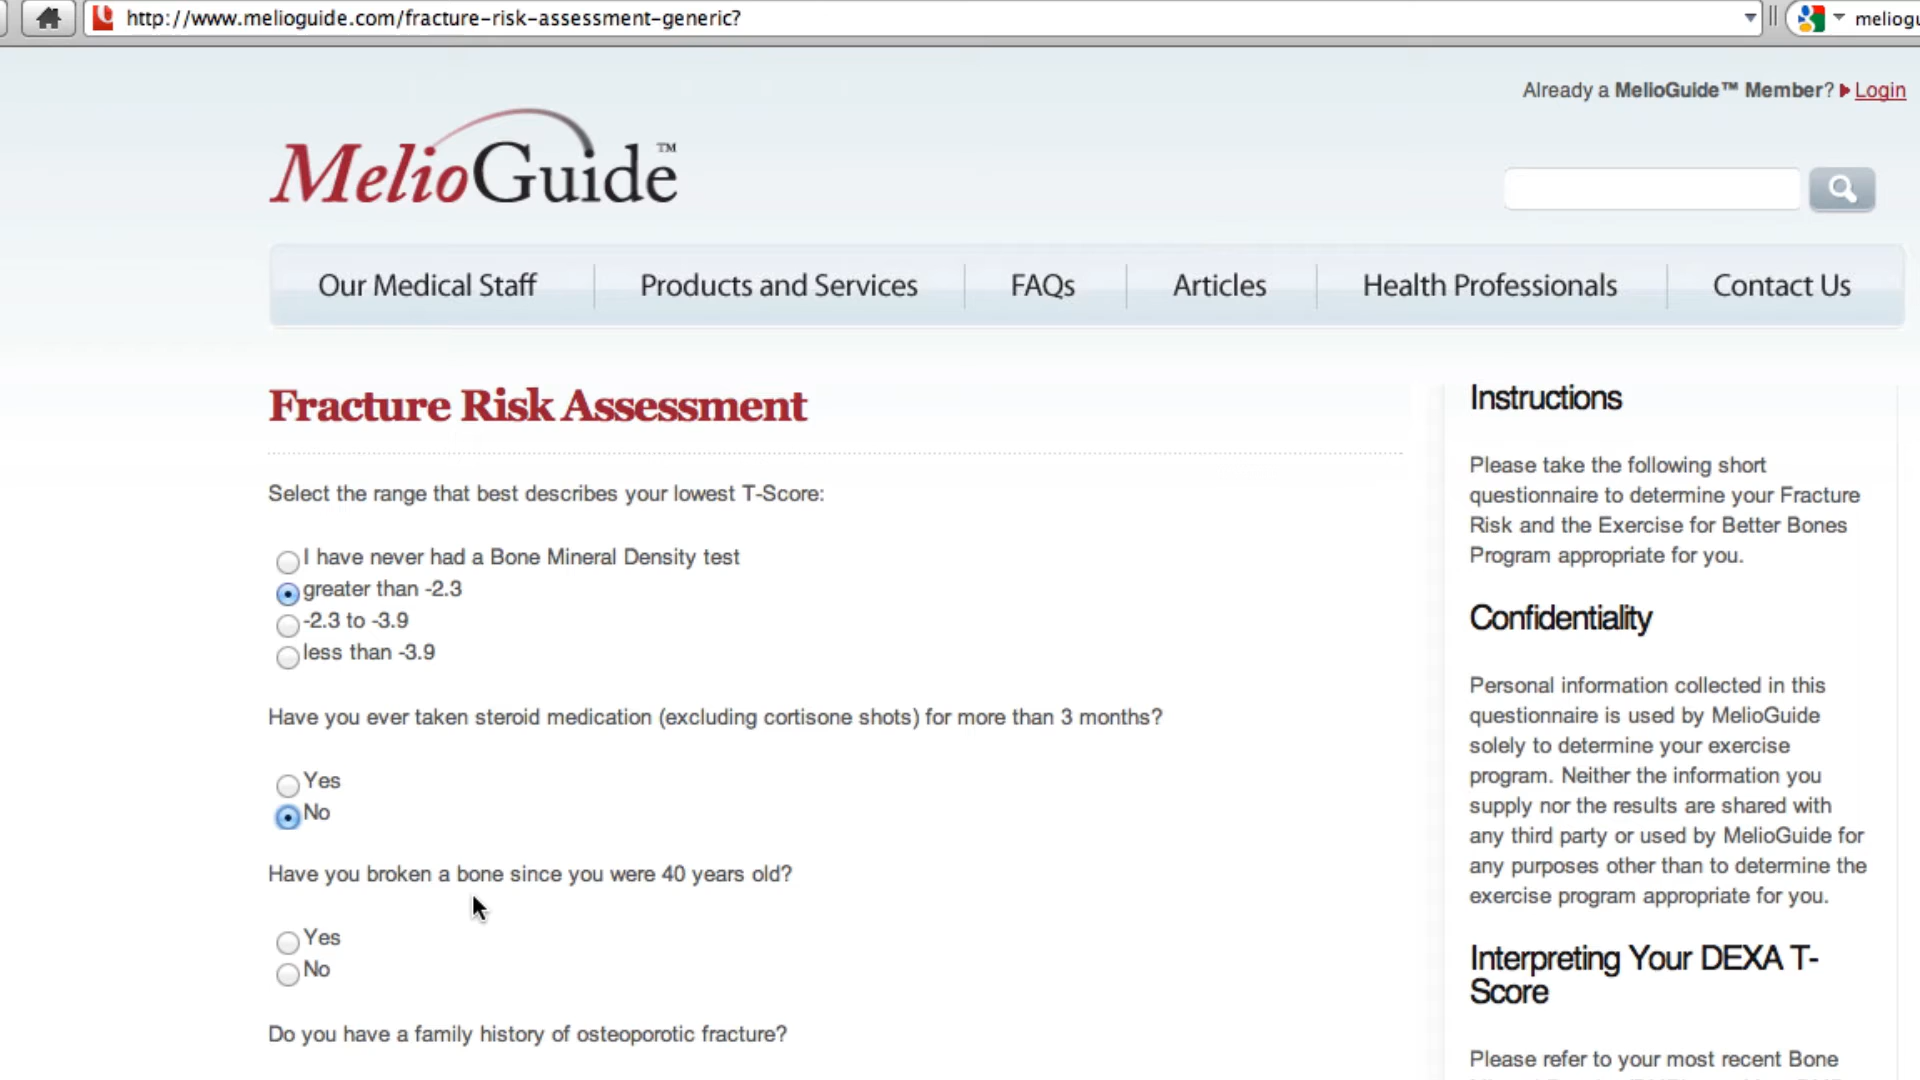 http://www.melioguide.com/fracture-risk-assessment-generic?
meliogu
Already a MelioGuide™ Member? Login
MelioGuide™
Our Medical Staff
Products and Services
FAQs
Articles
Health Professionals
Contact Us
Fracture Risk Assessment
Select the range that best describes your lowest T-Score:
I have never had a Bone Mineral Density test
greater than -2.3
-2.3 to -3.9
less than -3.9
Have you ever taken steroid medication (excluding cortisone shots) for more than 3 months?
Yes
No
Have you broken a bone since you were 40 years old?
Yes
No
Do you have a family history of osteoporotic fracture?
Instructions
Please take the following short
questionnaire to determine your Fracture
Risk and the Exercise for Better Bones
Program appropriate for you.
Confidentiality
Personal information collected in this
questionnaire is used by MelioGuide
solely to determine your exercise
program. Neither the information you
supply nor the results are shared with
any third party or used by MelioGuide for
any purposes other than to determine the
exercise program appropriate for you.
Interpreting Your DEXA T-
Score
Please refer to your most recent Bone